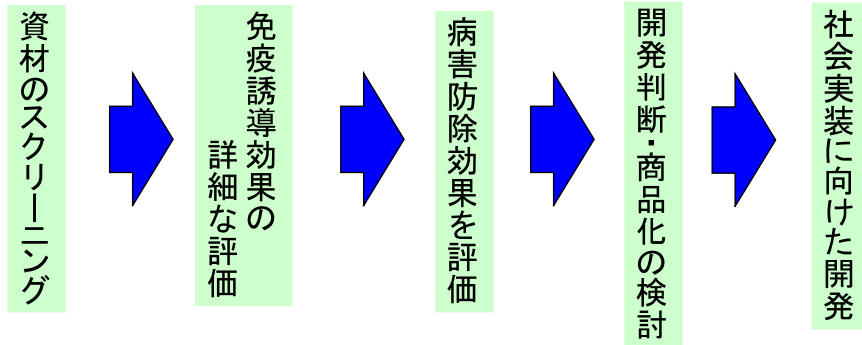 資材のスクリーニング
免疫誘導効果の
詳細な評価
病害防除効果を評価
開発判断・商品化の検討
社会実装に向けた開発